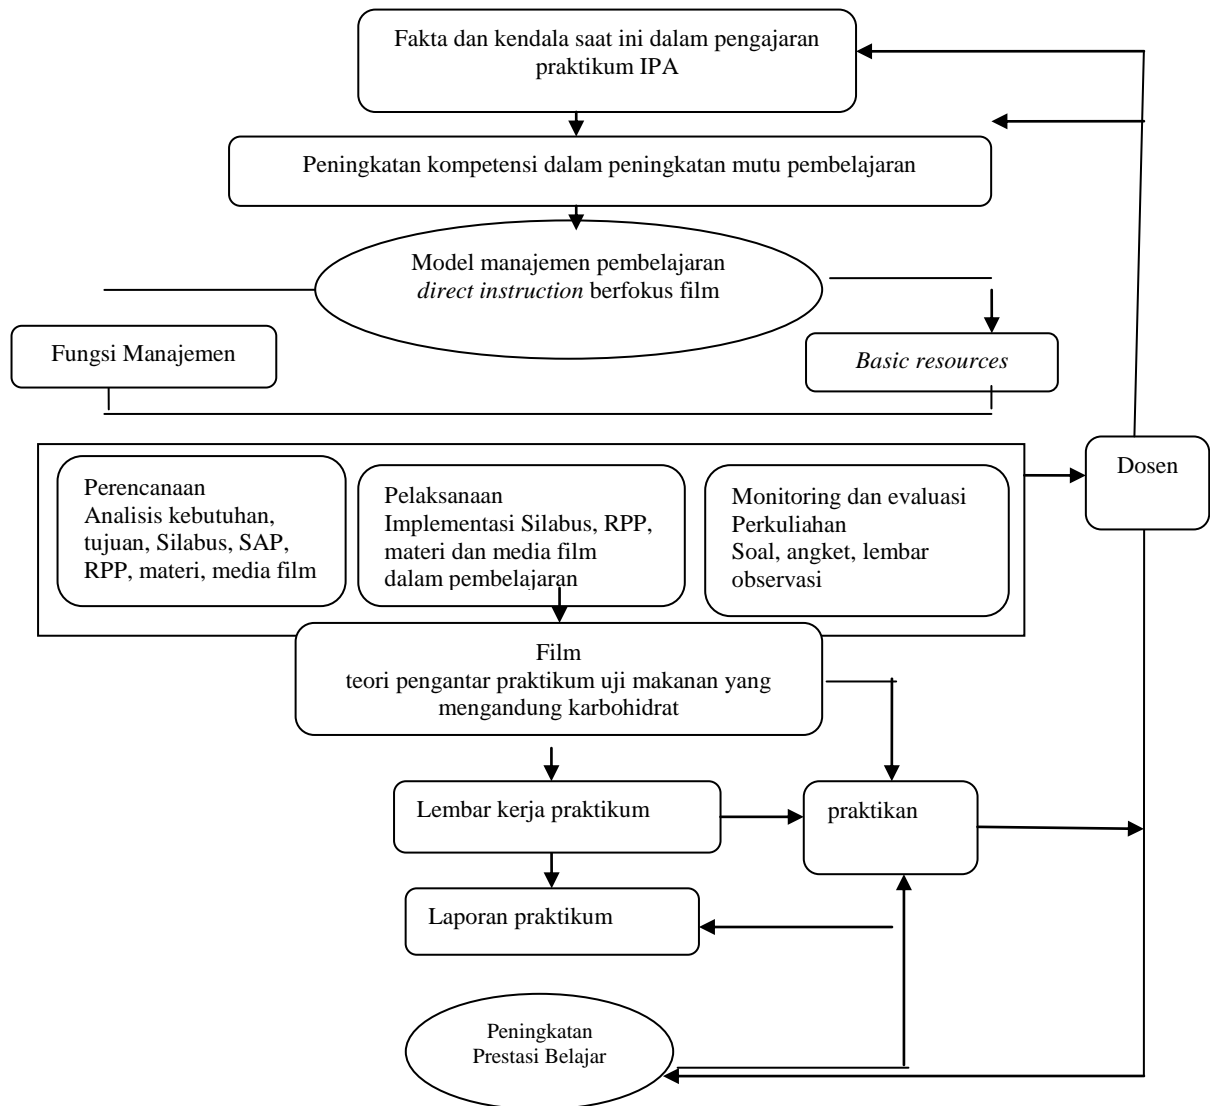 Fakta dan kendala saat ini dalam pengajaran
praktikum IPA
Peningkatan kompetensi dalam peningkatan mutu pembelajaran
Model manajemen pembelajaran
direct instruction berfokus film
Fungsi Manajemen
Basic resources
Dosen
Perencanaan
Analisis kebutuhan,
tujuan, Silabus, SAP,
RPP, materi, media film
Pelaksanaan
Implementasi Silabus, RPP,
materi dan media film
dalam pembelajaran
Monitoring dan evaluasi
Perkuliahan
Soal, angket, lembar
observasi
Film
teori pengantar praktikum uji makanan yang
mengandung karbohidrat
Lembar kerja praktikum
praktikan
Laporan praktikum
Peningkatan
Prestasi Belajar